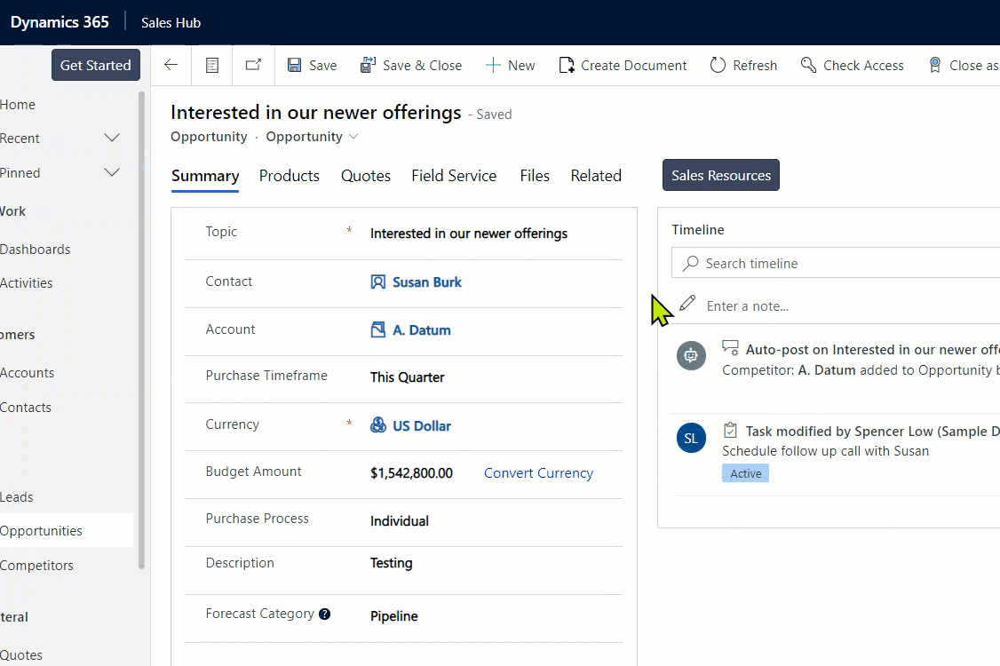 Dynamics 365
Sales Hub
Get Started
Save
Save & Close
New
Create Document
Refresh
Check Access
Close as
Home
Recent
Pinned
Work
Dashboards
Activities
omers
Accounts
Contacts
Leads
Opportunities
Competitors
teral
Quotes
Interested in our newer offerings - Saved
Opportunity · Opportunity
Summary
Products
Quotes
Field Service
Files
Related
Sales Resources
Topic * Interested in our newer offerings
Contact Susan Burk
Account A. Datum
Purchase Timeframe This Quarter
Currency * US Dollar
Budget Amount $1,542,800.00 Convert Currency
Purchase Process Individual
Description Testing
Forecast Category ? Pipeline
Timeline
Search timeline
Enter a note...
Auto-post on Interested in our newer offe
Competitor: A. Datum added to Opportunity b
SL
Task modified by Spencer Low (Sample D
Schedule follow up call with Susan
Active